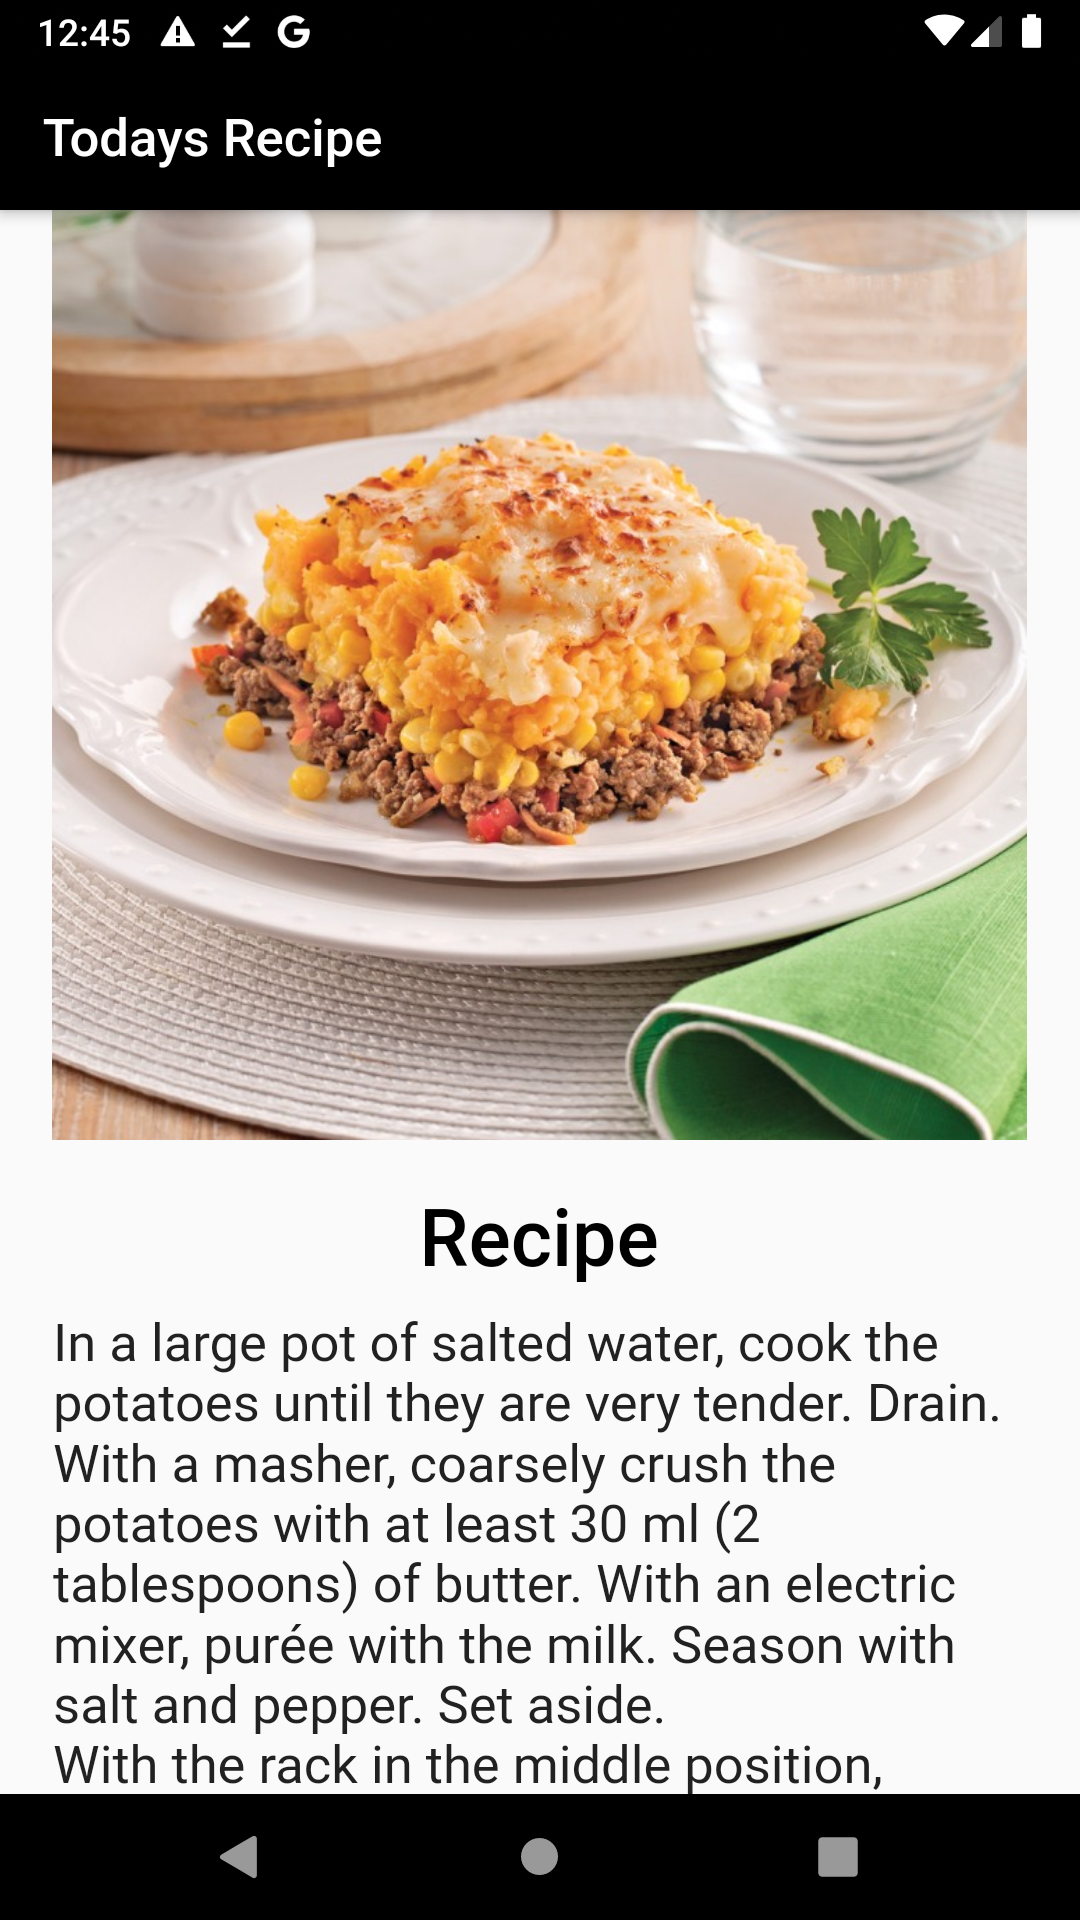 12:45
Todays Recipe
Recipe
In a large pot of salted water, cook the
potatoes until they are very tender. Drain.
With a masher, coarsely crush the
potatoes with at least 30 ml (2
tablespoons) of butter. With an electric
mixer, purée with the milk. Season with
salt and pepper. Set aside.
With the rack in the middle position,